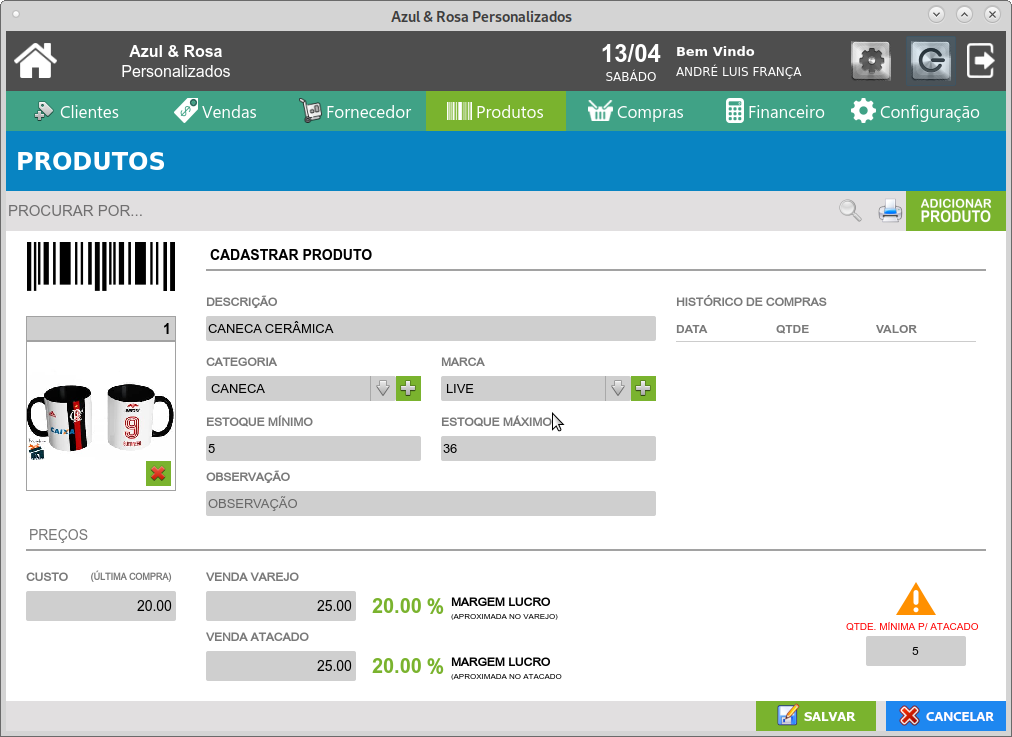 Azul & Rosa Personalizados
Azul & Rosa
Personalizados
13/04
SABÁDO
Bem Vindo
ANDRÉ LUIS FRANÇA
Clientes
Vendas
Fornecedor
Produtos
Compras
Financeiro
Configuração
PRODUTOS
PROCURAR POR...
ADICIONAR
PRODUTO
CADASTRAR PRODUTO
1
DESCRIÇÃO
CANECA CERÂMICA
CATEGORIA
MARCA
CANECA
LIVE
ESTOQUE MÍNIMO
ESTOQUE MÁXIMO
5
36
OBSERVAÇÃO
OBSERVAÇÃO
HISTÓRICO DE COMPRAS
DATA QTDE VALOR
CAIXA
9
PREÇOS
CUSTO (ÚLTIMA COMPRA)
20.00
VENDA VAREJO
25.00
20.00 %
MARGEM LUCRO
(APROXIMADA NO VAREJO)
VENDA ATACADO
25.00
20.00 %
MARGEM LUCRO
(APROXIMADA NO ATACADO
QTDE. MÍNIMA P/ ATACADO
5
SALVAR
CANCELAR